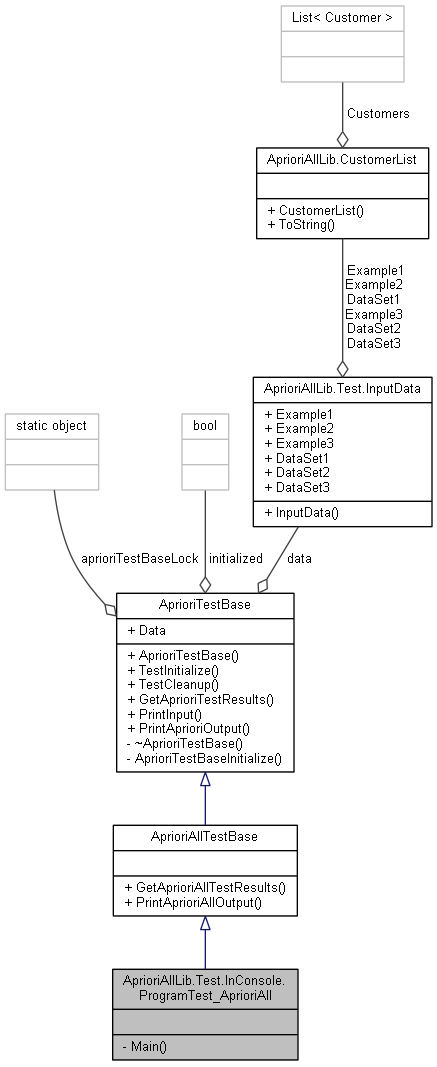 List< Customer >
Customers
AprioriAllLib.CustomerList
+ CustomerList()
+ ToString()
Example1
Example2
DataSet1
Example3
DataSet2
DataSet3
AprioriAllLib.Test.InputData
+ Example1
+ Example2
+ Example3
+ DataSet1
+ DataSet2
+ DataSet3
+ InputData()
static object
bool
aprioriTestBaseLock
initialized
data
AprioriTestBase
+ Data
+ AprioriTestBase()
+ TestInitialize()
+ TestCleanup()
+ GetAprioriTestResults()
+ PrintInput()
+ PrintAprioriOutput()
- ~AprioriTestBase()
- AprioriTestBaseInitialize()
AprioriAllTestBase
+ GetAprioriAllTestResults()
+ PrintAprioriAllOutput()
AprioriAllLib.Test.InConsole.
ProgramTest_AprioriAll
- Main()